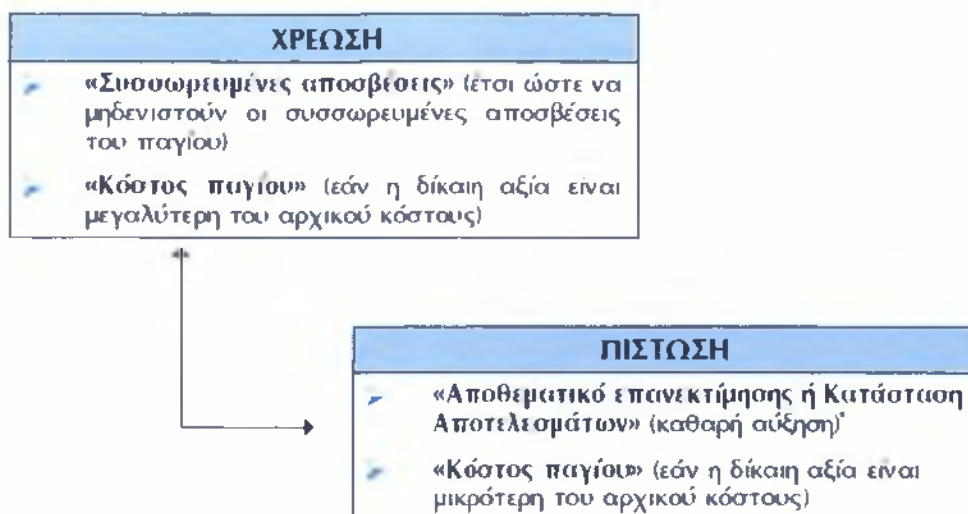 ΧΡΕΩΣΗ
«Συσσωρευμένες αποσβέσεις» (έτσι ώστε να
μηδενιστούν οι συσσωρευμένες αποσβέσεις
του παγίου)
«Κόστος παγίου» (εάν η δίκαιη αξία είναι
μεγαλύτερη του αρχικού κόστους)
ΠΙΣΤΩΣΗ
«Αποθεματικό επανεκτίμησης ή Κατάσταση
Αποτελεσμάτων» (καθαρή αύξηση)*
«Κόστος παγίου» (εάν η δίκαιη αξία είναι
μικρότερη του αρχικού κόστους)